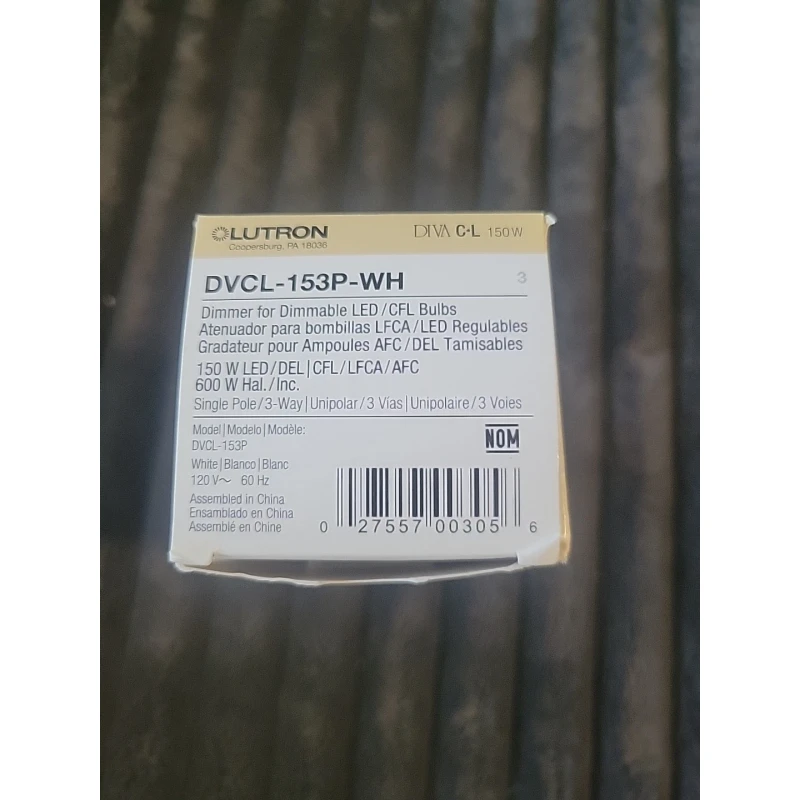 LUTRON
Coopersburg, PA 18036
DIVA C·L 150W
DVCL-153P-WH
3
Dimmer for Dimmable LED/CFL Bulbs
Atenuador para bombillas LFCA/LED Regulables
Gradateur pour Ampoules AFC/DEL Tamisables
150 W LED/DEL|CFL/LFCA/AFC
600 W Hal./Inc.
Single Pole/3-Way|Unipolar/3 Vías|Unipolaire/3 Voies
Model|Modelo|Modèle:
DVCL-153P
NOM
White|Blanco|Blanc
120 V~ 60 Hz
Assembled in China
Ensamblado en China
Assemblé en Chine
0 27557 00305 6